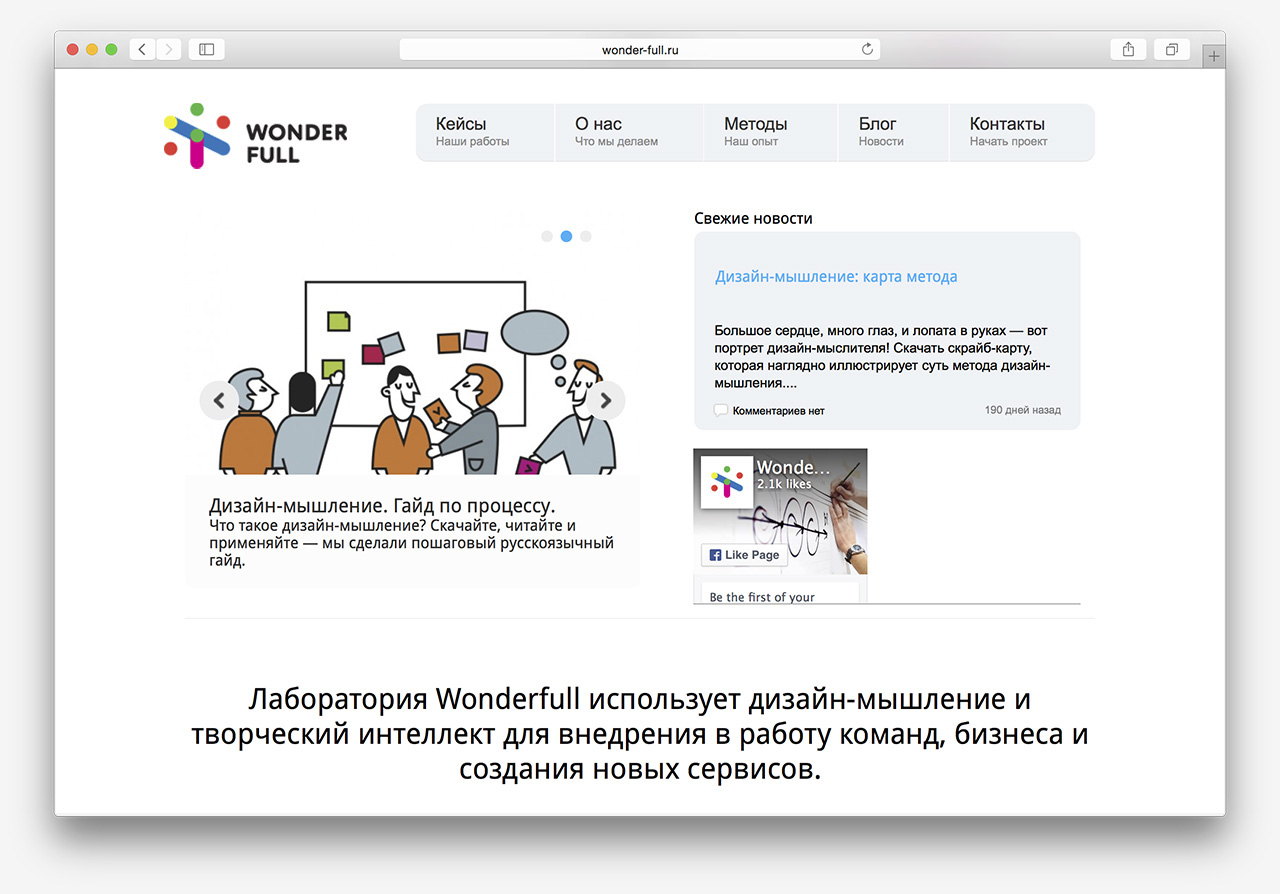 wonder-full.ru
WONDER
FULL
Кейсы
Наши работы
О нас
Что мы делаем
Методы
Наш опыт
Блог
Новости
Контакты
Начать проект
Дизайн-мышление. Гайд по процессу.
Что такое дизайн-мышление? Скачайте, читайте и
применяйте — мы сделали пошаговый русскоязычный
гайд.
Свежие новости
Дизайн-мышление: карта метода
Большое сердце, много глаз, и лопата в руках — вот
портрет дизайн-мыслителя! Скачать скрайб-карту,
которая наглядно иллюстрирует суть метода дизайн-
мышления....
Комментариев нет
190 дней назад
Wonde...
2.1k likes
Like Page
Be the first of your
Лаборатория Wonderfull использует дизайн-мышление и
творческий интеллект для внедрения в работу команд, бизнеса и
создания новых сервисов.